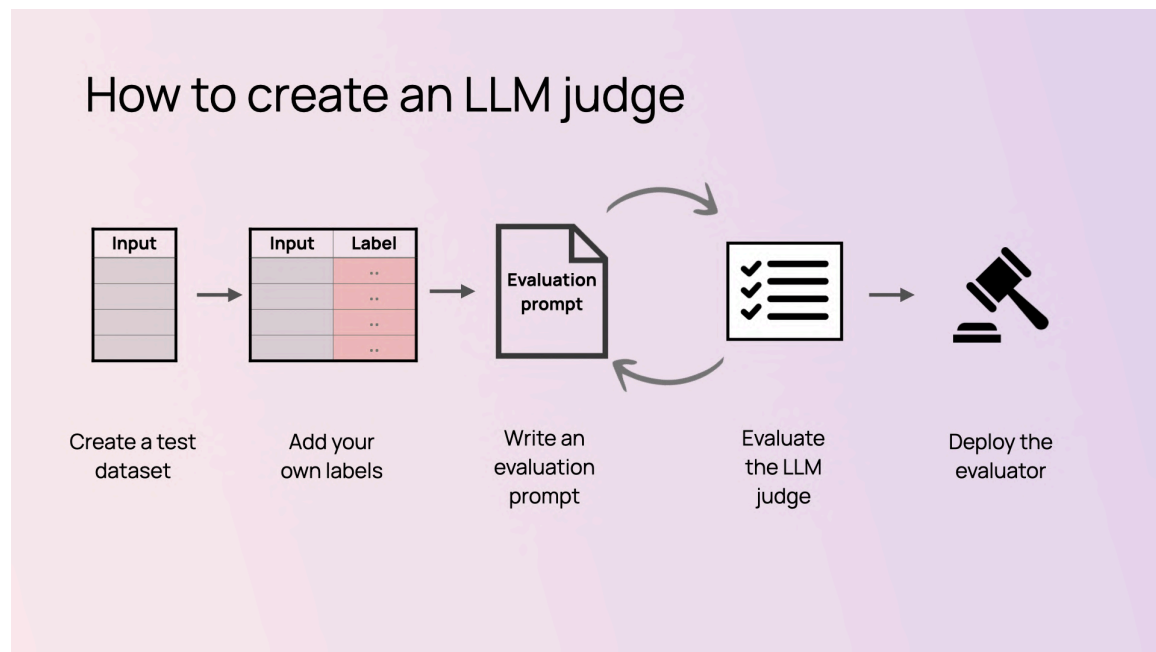 How to create an LLM judge
Input
Input Label
..
..
..
..
Evaluation
prompt
Create a test
dataset
Add your
own labels
Write an
evaluation
prompt
Evaluate
the LLM
judge
Deploy the
evaluator